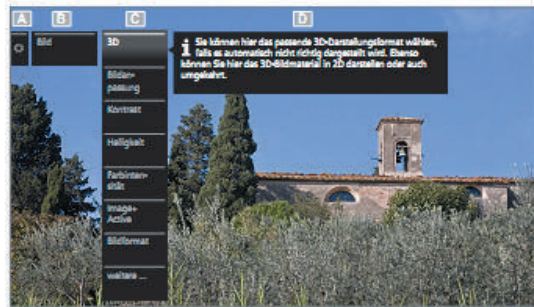 A B C D
Bild
3D
i Sie können hier das passende 3D-Darstellungsformat wählen,
falls es automatisch nicht richtig dargestellt wird. Ebenso
können Sie hier das 3D-Bildmaterial in 2D darstellen oder auch
umgekehrt.
Bildan-
passung
Kontrast
Helligkeit
Farbinten-
sität
Image+
Active
Bildformat
weitere ...